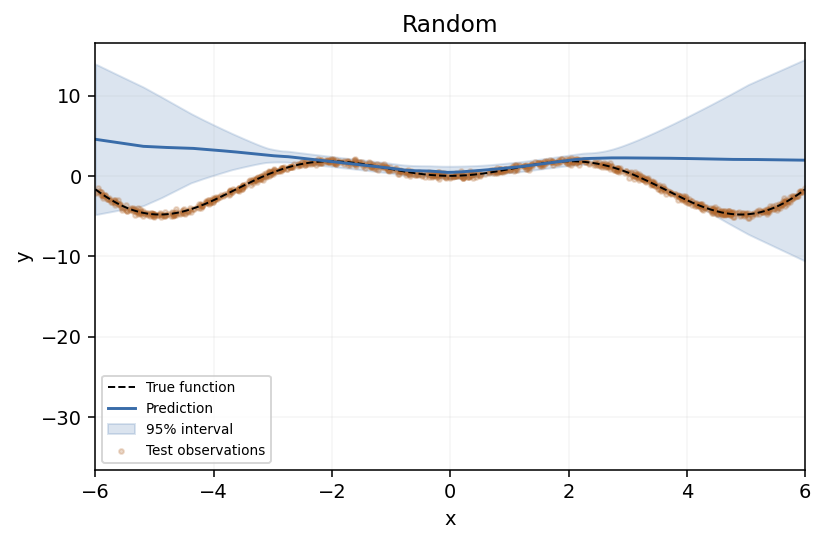 Random
10
0
−10
−20
−30
y
True function
Prediction
95% interval
Test observations
−6
−4
−2
0
2
4
6
x